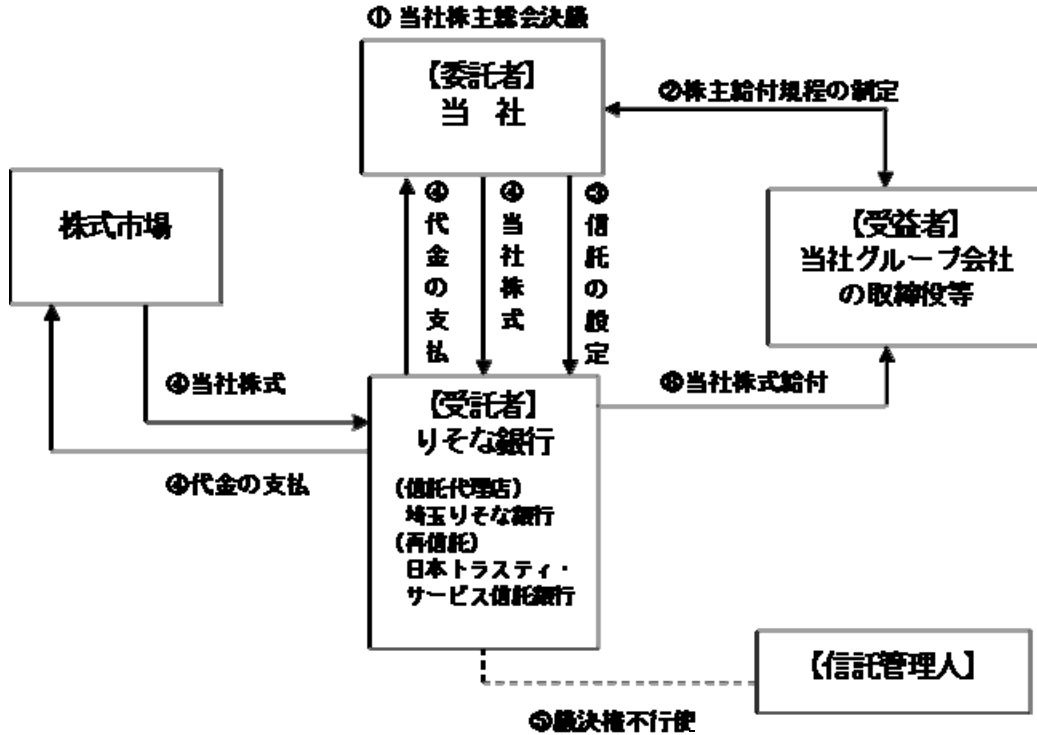 ① 当社株主総会決議
【委託者】
当 社
②株主給付規程の制定
株式市場
④代金の支払
④当社株式
③信託の設定
【受益者】
当社グループ会社
の取締役等
④当社株式
④代金の支払
【受託者】
りそな銀行
(信託代理店)
埼玉りそな銀行
(再信託)
日本トラスティ・
サービス信託銀行
⑥当社株式給付
【信託管理人】
⑤議決権不行使